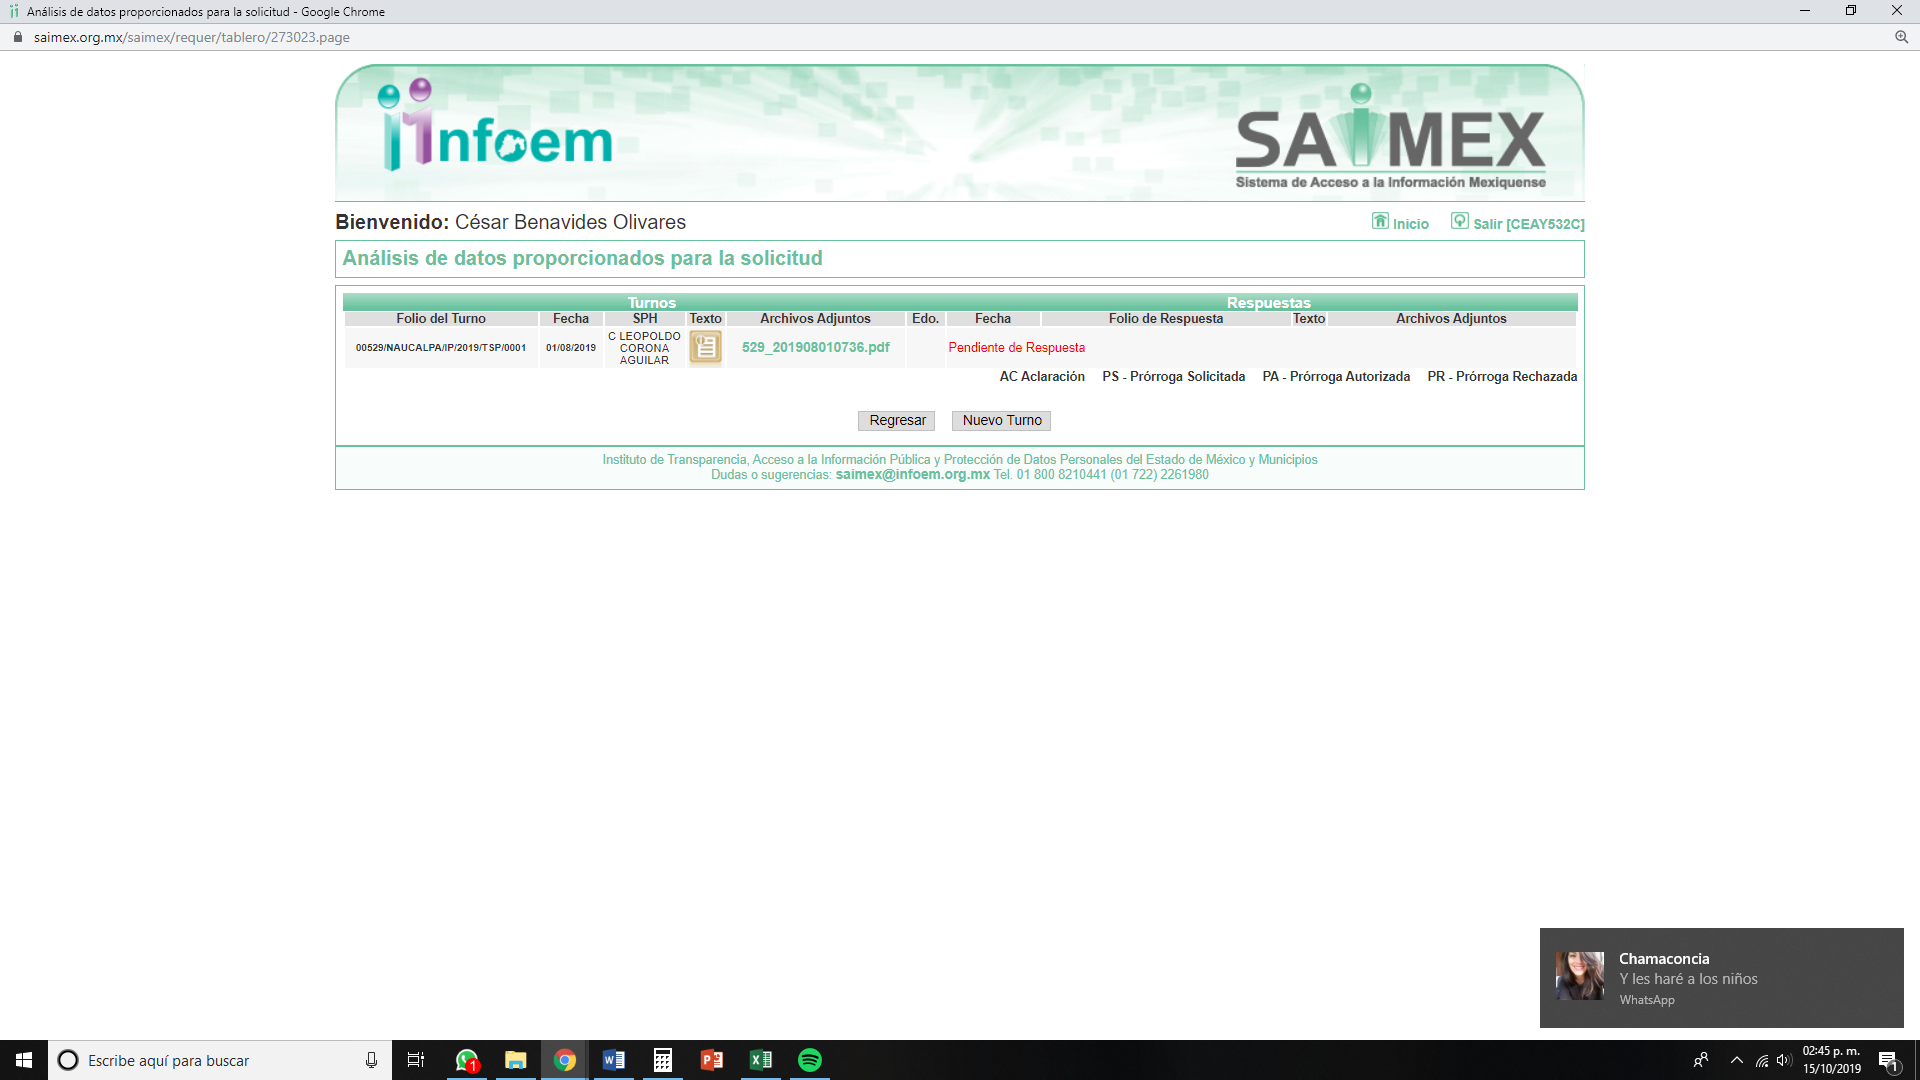 Análisis de datos proporcionados para la solicitud - Google Chrome
saimex.org.mx/saimex/requer/tablero/273023.page
infoem
SAIMEX
Sistema de Acceso a la Información Mexiquense
Bienvenido: César Benavides Olivares
Inicio
Salir [CEAY532C]
Análisis de datos proporcionados para la solicitud
Turnos
Respuestas
Folio del Turno
Fecha
SPH
Texto
Archivos Adjuntos
Edo.
Fecha
Folio de Respuesta
Texto
Archivos Adjuntos
00529/NAUCALPA/IP/2019/TSP/0001
01/08/2019
C LEOPOLDO
CORONA
AGUILAR
529_201908010736.pdf
Pendiente de Respuesta
AC Aclaración PS - Prórroga Solicitada PA - Prórroga Autorizada PR - Prórroga Rechazada
Regresar
Nuevo Turno
Instituto de Transparencia, Acceso a la Información Pública y Protección de Datos Personales del Estado de México y Municipios
Dudas o sugerencias: saimex@infoem.org.mx Tel. 01 800 8210441 (01 722) 2261980
Chamaconcia
Y les haré a los niños
WhatsApp
Escribe aquí para buscar
1
02:45 p. m.
15/10/2019
1